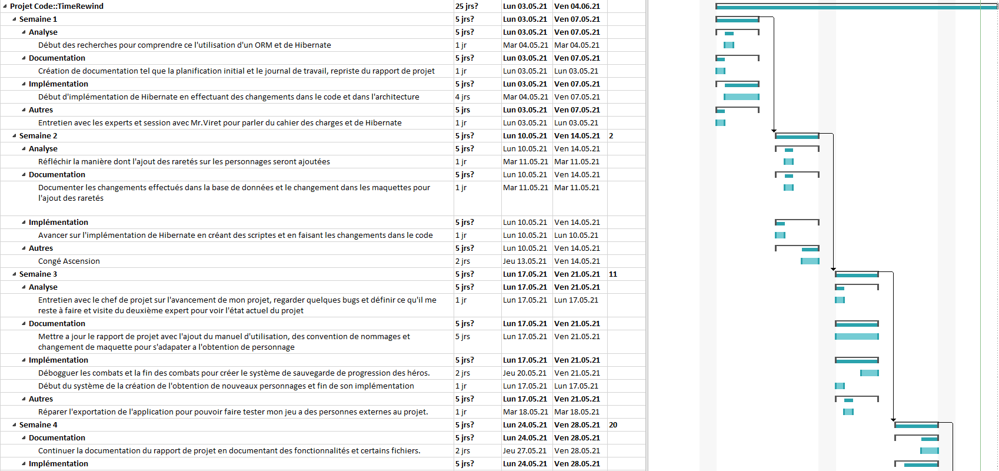 Projet Code::TimeRewind 25 jrs? Lun 03.05.21 Ven 04.06.21
Semaine 1 5 jrs? Lun 03.05.21 Ven 07.05.21
Analyse 5 jrs? Lun 03.05.21 Ven 07.05.21
Début des recherches pour comprendre ce l'utilisation d'un ORM et de Hibernate 1 jr Mar 04.05.21 Mar 04.05.21
Documentation 5 jrs? Lun 03.05.21 Ven 07.05.21
Création de documentation tel que la planification initial et le journal de travail, repriste du rapport de projet 1 jr Lun 03.05.21 Lun 03.05.21
Implémentation 5 jrs? Lun 03.05.21 Ven 07.05.21
Début d'implémentation de Hibernate en effectuant des changements dans le code et dans l'architecture 4 jrs Mar 04.05.21 Ven 07.05.21
Autres 5 jrs Lun 03.05.21 Ven 07.05.21
Entretien avec les experts et session avec Mr.Viret pour parler du cahier des charges et de Hibernate 1 jr Lun 03.05.21 Lun 03.05.21
Semaine 2 5 jrs? Lun 10.05.21 Ven 14.05.21 2
Analyse 5 jrs? Lun 10.05.21 Ven 14.05.21
Réfléchir la manière dont l'ajout des raretés sur les personnages seront ajoutées 1 jr Mar 11.05.21 Mar 11.05.21
Documentation 5 jrs? Lun 10.05.21 Ven 14.05.21
Documenter les changements effectués dans la base de données et le changement dans les maquettes pour 1 jr Mar 11.05.21 Mar 11.05.21
l'ajout des raretés
Implémentation 5 jrs? Lun 10.05.21 Ven 14.05.21
Avancer sur l'implémentation de Hibernate en créant des scriptes et en faisant les changements dans le code 1 jr Lun 10.05.21 Lun 10.05.21
Autres 5 jrs? Lun 10.05.21 Ven 14.05.21
Congé Ascension 2 jrs Jeu 13.05.21 Ven 14.05.21
Semaine 3 5 jrs? Lun 17.05.21 Ven 21.05.21 11
Analyse 5 jrs? Lun 17.05.21 Ven 21.05.21
Entretien avec le chef de projet sur l'avancement de mon projet, regarder quelques bugs et définir ce qu'il me 1 jr Lun 17.05.21 Lun 17.05.21
reste à faire et visite du deuxième expert pour voir l'état actuel du projet
Documentation 5 jrs? Lun 17.05.21 Ven 21.05.21
Mettre a jour le rapport de projet avec l'ajout du manuel d'utilisation, des convention de nommages et 5 jrs Lun 17.05.21 Ven 21.05.21
changement de maquette pour s'adapater a l'obtention de personnage
Implémentation 5 jrs? Lun 17.05.21 Ven 21.05.21
Débogguer les combats et la fin des combats pour créer le système de sauvegarde de progression des héros. 2 jrs Jeu 20.05.21 Ven 21.05.21
Début du système de la création de l'obtention de nouveaux personnages et fin de son implémentation 1 jr Lun 17.05.21 Lun 17.05.21
Autres 5 jrs? Lun 17.05.21 Ven 21.05.21
Réparer l'exportation de l'application pour pouvoir faire tester mon jeu a des personnes externes au projet. 1 jr Mar 18.05.21 Mar 18.05.21
Semaine 4 5 jrs? Lun 24.05.21 Ven 28.05.21 20
Documentation 5 jrs? Lun 24.05.21 Ven 28.05.21
Continuer la documentation du rapport de projet en documentant des fonctionnalités et certains fichiers. 2 jrs Jeu 27.05.21 Ven 28.05.21
Implémentation 5 jrs? Lun 24.05.21 Ven 28.05.21